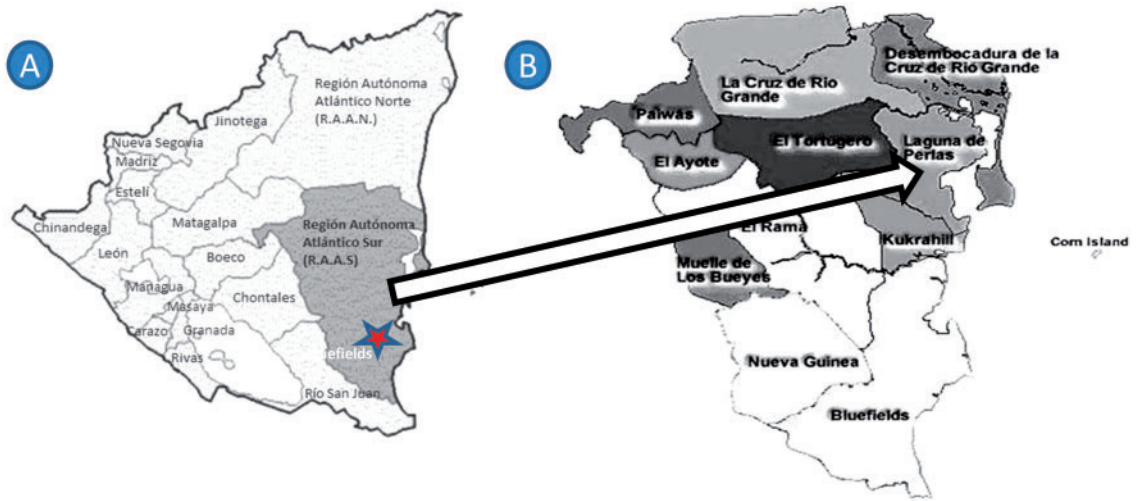 A
Región Autónoma
Atlántico Norte
(R.A.A.N.)
Jinotega
Nueva Segovia
Madriz
Estelí
Chinandega
Matagalpa
León
Boeco
Región Autónoma
Atlántico Sur
(R.A.A.S)
Managua
Chontales
Masaya
Carazo
Granada
Rivas
uefields
Río San Juan
B
Desembocadura de la
Cruz de Rio Grande
La Cruz de Rio
Grande
Paiwas
El Tortugero
Laguna de
Perlas
El Ayote
El Rama
Kukrahill
Corn Island
Muelle de
Los Bueyes
Nueva Guinea
Bluefields